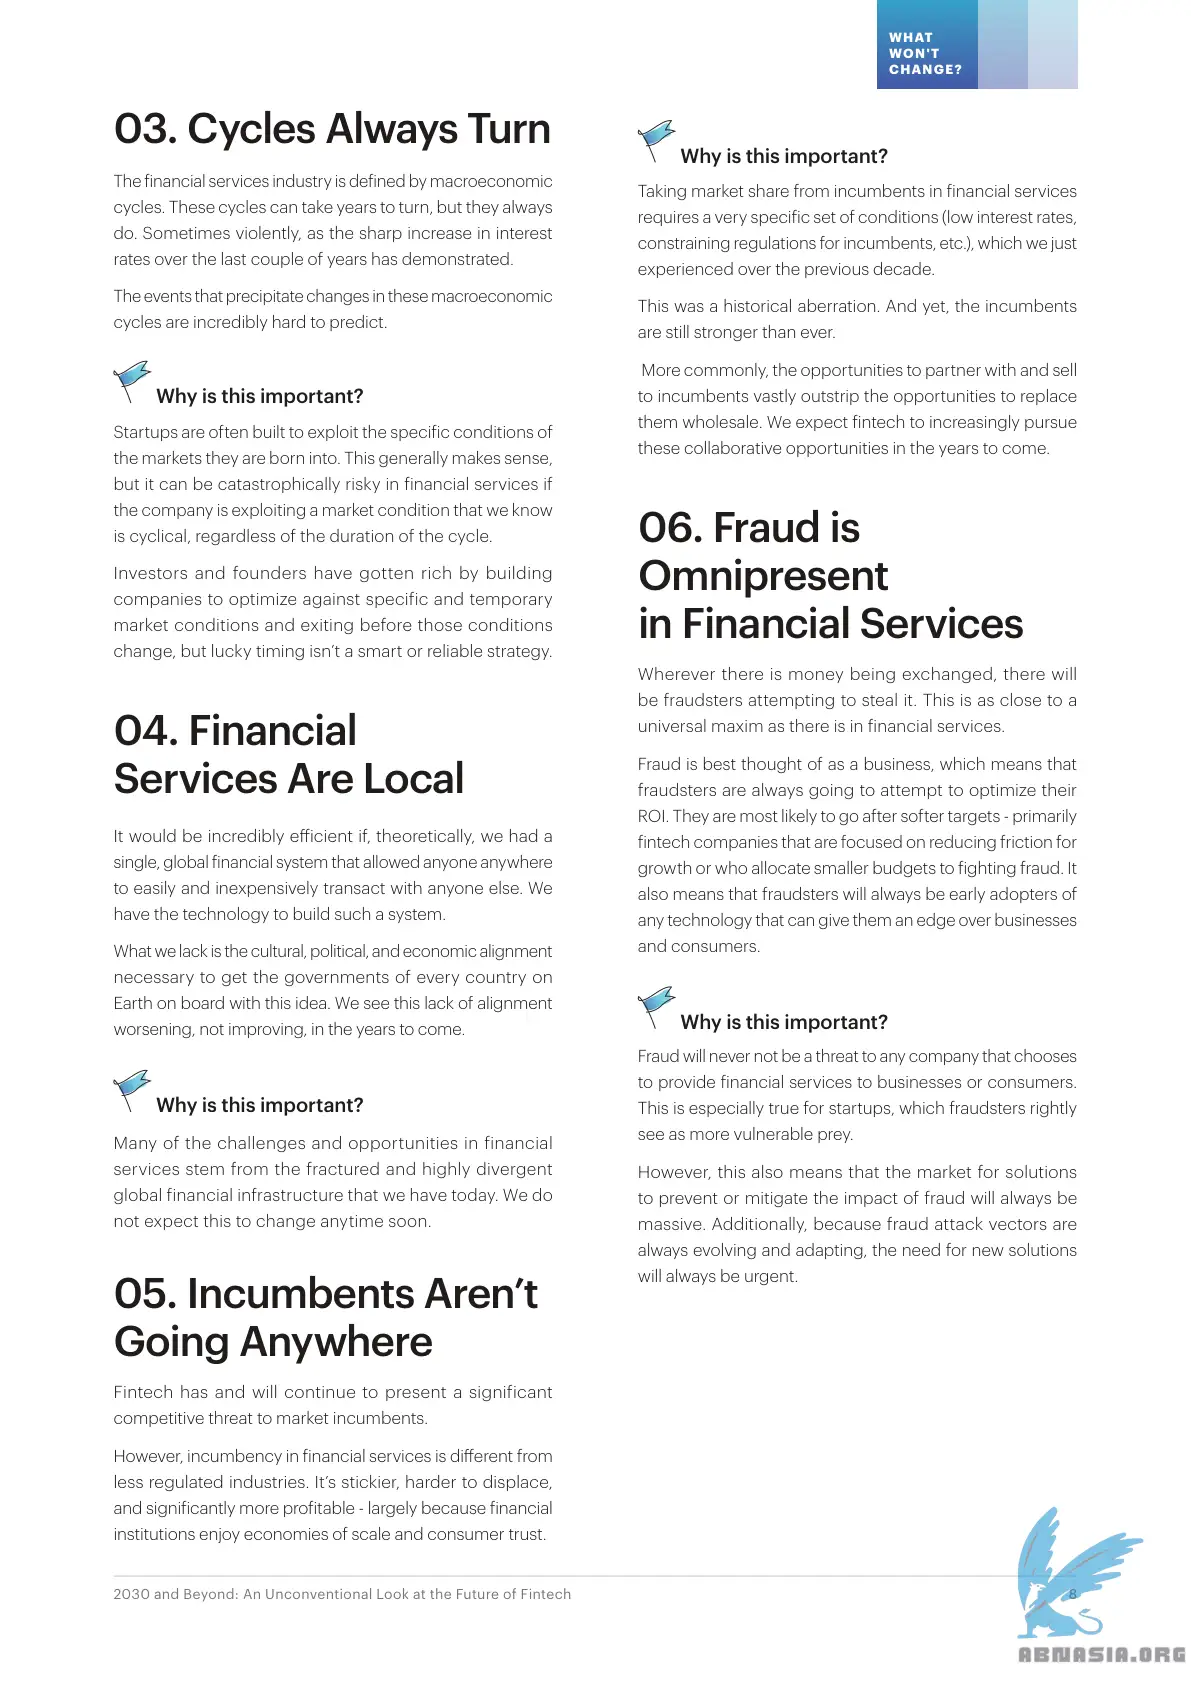 WHAT
WON'T
CHANGE?
03. Cycles Always Turn
The financial services industry is defined by macroeconomic
cycles. These cycles can take years to turn, but they always
do. Sometimes violently, as the sharp increase in interest
rates over the last couple of years has demonstrated.
The events that precipitate changes in these macroeconomic
cycles are incredibly hard to predict.
Why is this important?
Startups are often built to exploit the specific conditions of
the markets they are born into. This generally makes sense,
but it can be catastrophically risky in financial services if
the company is exploiting a market condition that we know
is cyclical, regardless of the duration of the cycle.
Investors and founders have gotten rich by building
companies to optimize against specific and temporary
market conditions and exiting before those conditions
change, but lucky timing isn’t a smart or reliable strategy.
04. Financial
Services Are Local
It would be incredibly efficient if, theoretically, we had a
single, global financial system that allowed anyone anywhere
to easily and inexpensively transact with anyone else. We
have the technology to build such a system.
What we lack is the cultural, political, and economic alignment
necessary to get the governments of every country on
Earth on board with this idea. We see this lack of alignment
worsening, not improving, in the years to come.
Why is this important?
Many of the challenges and opportunities in financial
services stem from the fractured and highly divergent
global financial infrastructure that we have today. We do
not expect this to change anytime soon.
05. Incumbents Aren’t
Going Anywhere
Fintech has and will continue to present a significant
competitive threat to market incumbents.
However, incumbency in financial services is different from
less regulated industries. It’s stickier, harder to displace,
and significantly more profitable - largely because financial
institutions enjoy economies of scale and consumer trust.
Why is this important?
Taking market share from incumbents in financial services
requires a very specific set of conditions (low interest rates,
constraining regulations for incumbents, etc.), which we just
experienced over the previous decade.
This was a historical aberration. And yet, the incumbents
are still stronger than ever.
More commonly, the opportunities to partner with and sell
to incumbents vastly outstrip the opportunities to replace
them wholesale. We expect fintech to increasingly pursue
these collaborative opportunities in the years to come.
06. Fraud is
Omnipresent
in Financial Services
Wherever there is money being exchanged, there will
be fraudsters attempting to steal it. This is as close to a
universal maxim as there is in financial services.
Fraud is best thought of as a business, which means that
fraudsters are always going to attempt to optimize their
ROI. They are most likely to go after softer targets - primarily
fintech companies that are focused on reducing friction for
growth or who allocate smaller budgets to fighting fraud. It
also means that fraudsters will always be early adopters of
any technology that can give them an edge over businesses
and consumers.
Why is this important?
Fraud will never not be a threat to any company that chooses
to provide financial services to businesses or consumers.
This is especially true for startups, which fraudsters rightly
see as more vulnerable prey.
However, this also means that the market for solutions
to prevent or mitigate the impact of fraud will always be
massive. Additionally, because fraud attack vectors are
always evolving and adapting, the need for new solutions
will always be urgent.
2030 and Beyond: An Unconventional Look at the Future of Fintech
8
ABNASIA.ORG